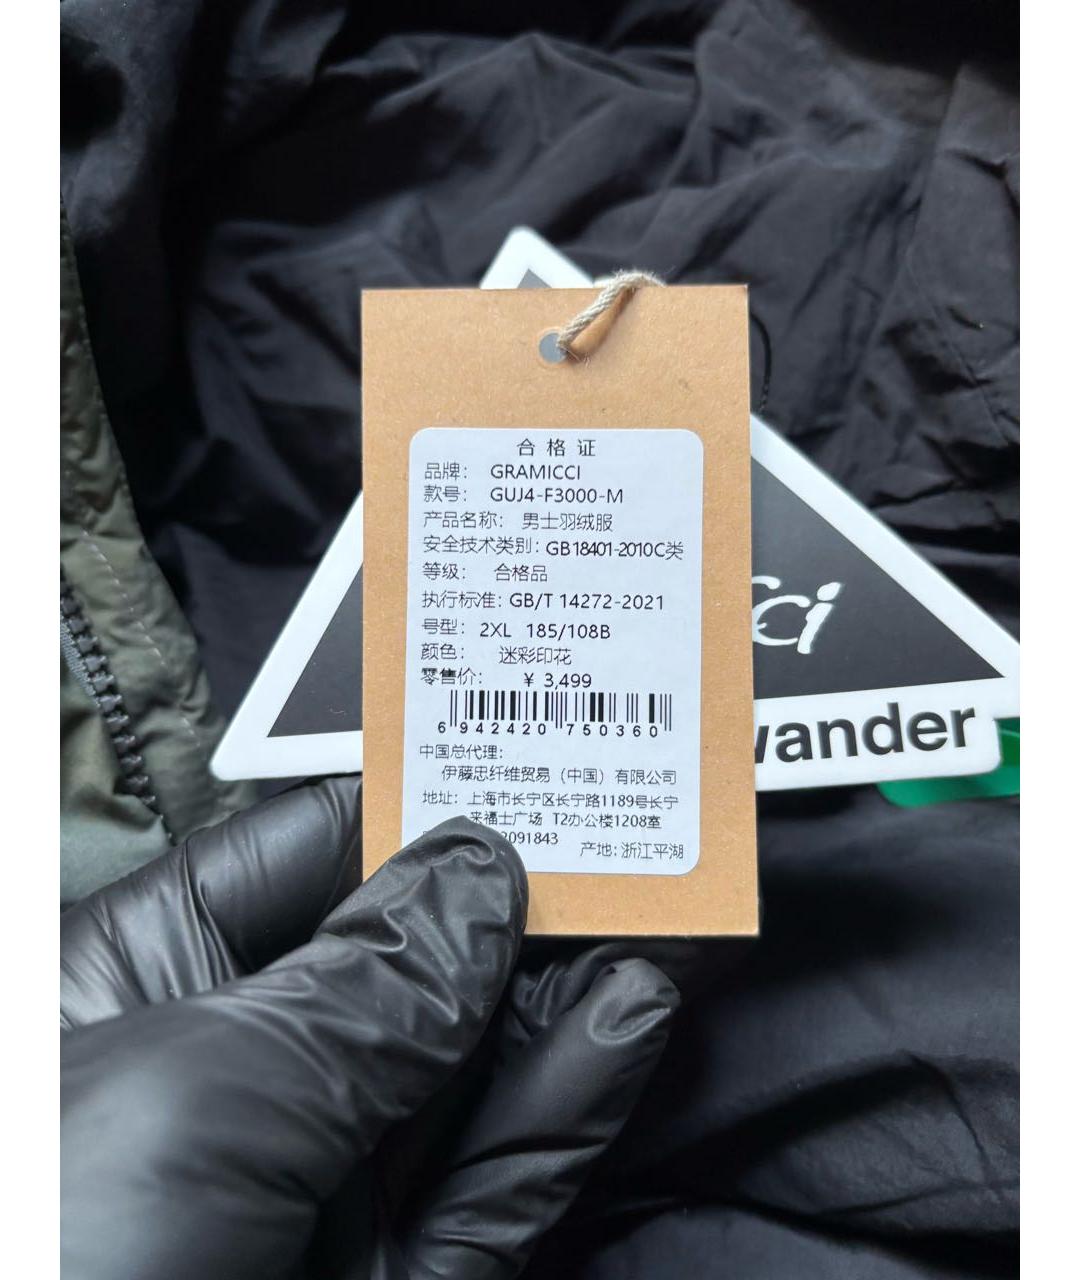 合格证
品牌： GRAMICCI
款号： GUJ4-F3000-M
产品名称： 男士羽绒服
安全技术类别：GB18401-2010C类
等级： 合格品
执行标准：GB/T 14272-2021
号型： 2XL 185/108B
颜色： 迷彩印花
零售价： ￥ 3,499
6 942420 750360
中国总代理：
伊藤忠纤维贸易（中国）有限公司
地址：上海市长宁区长宁路1189号长宁
来福士广场 T2办公楼1208室
2091843
产地：浙江平湖
wander